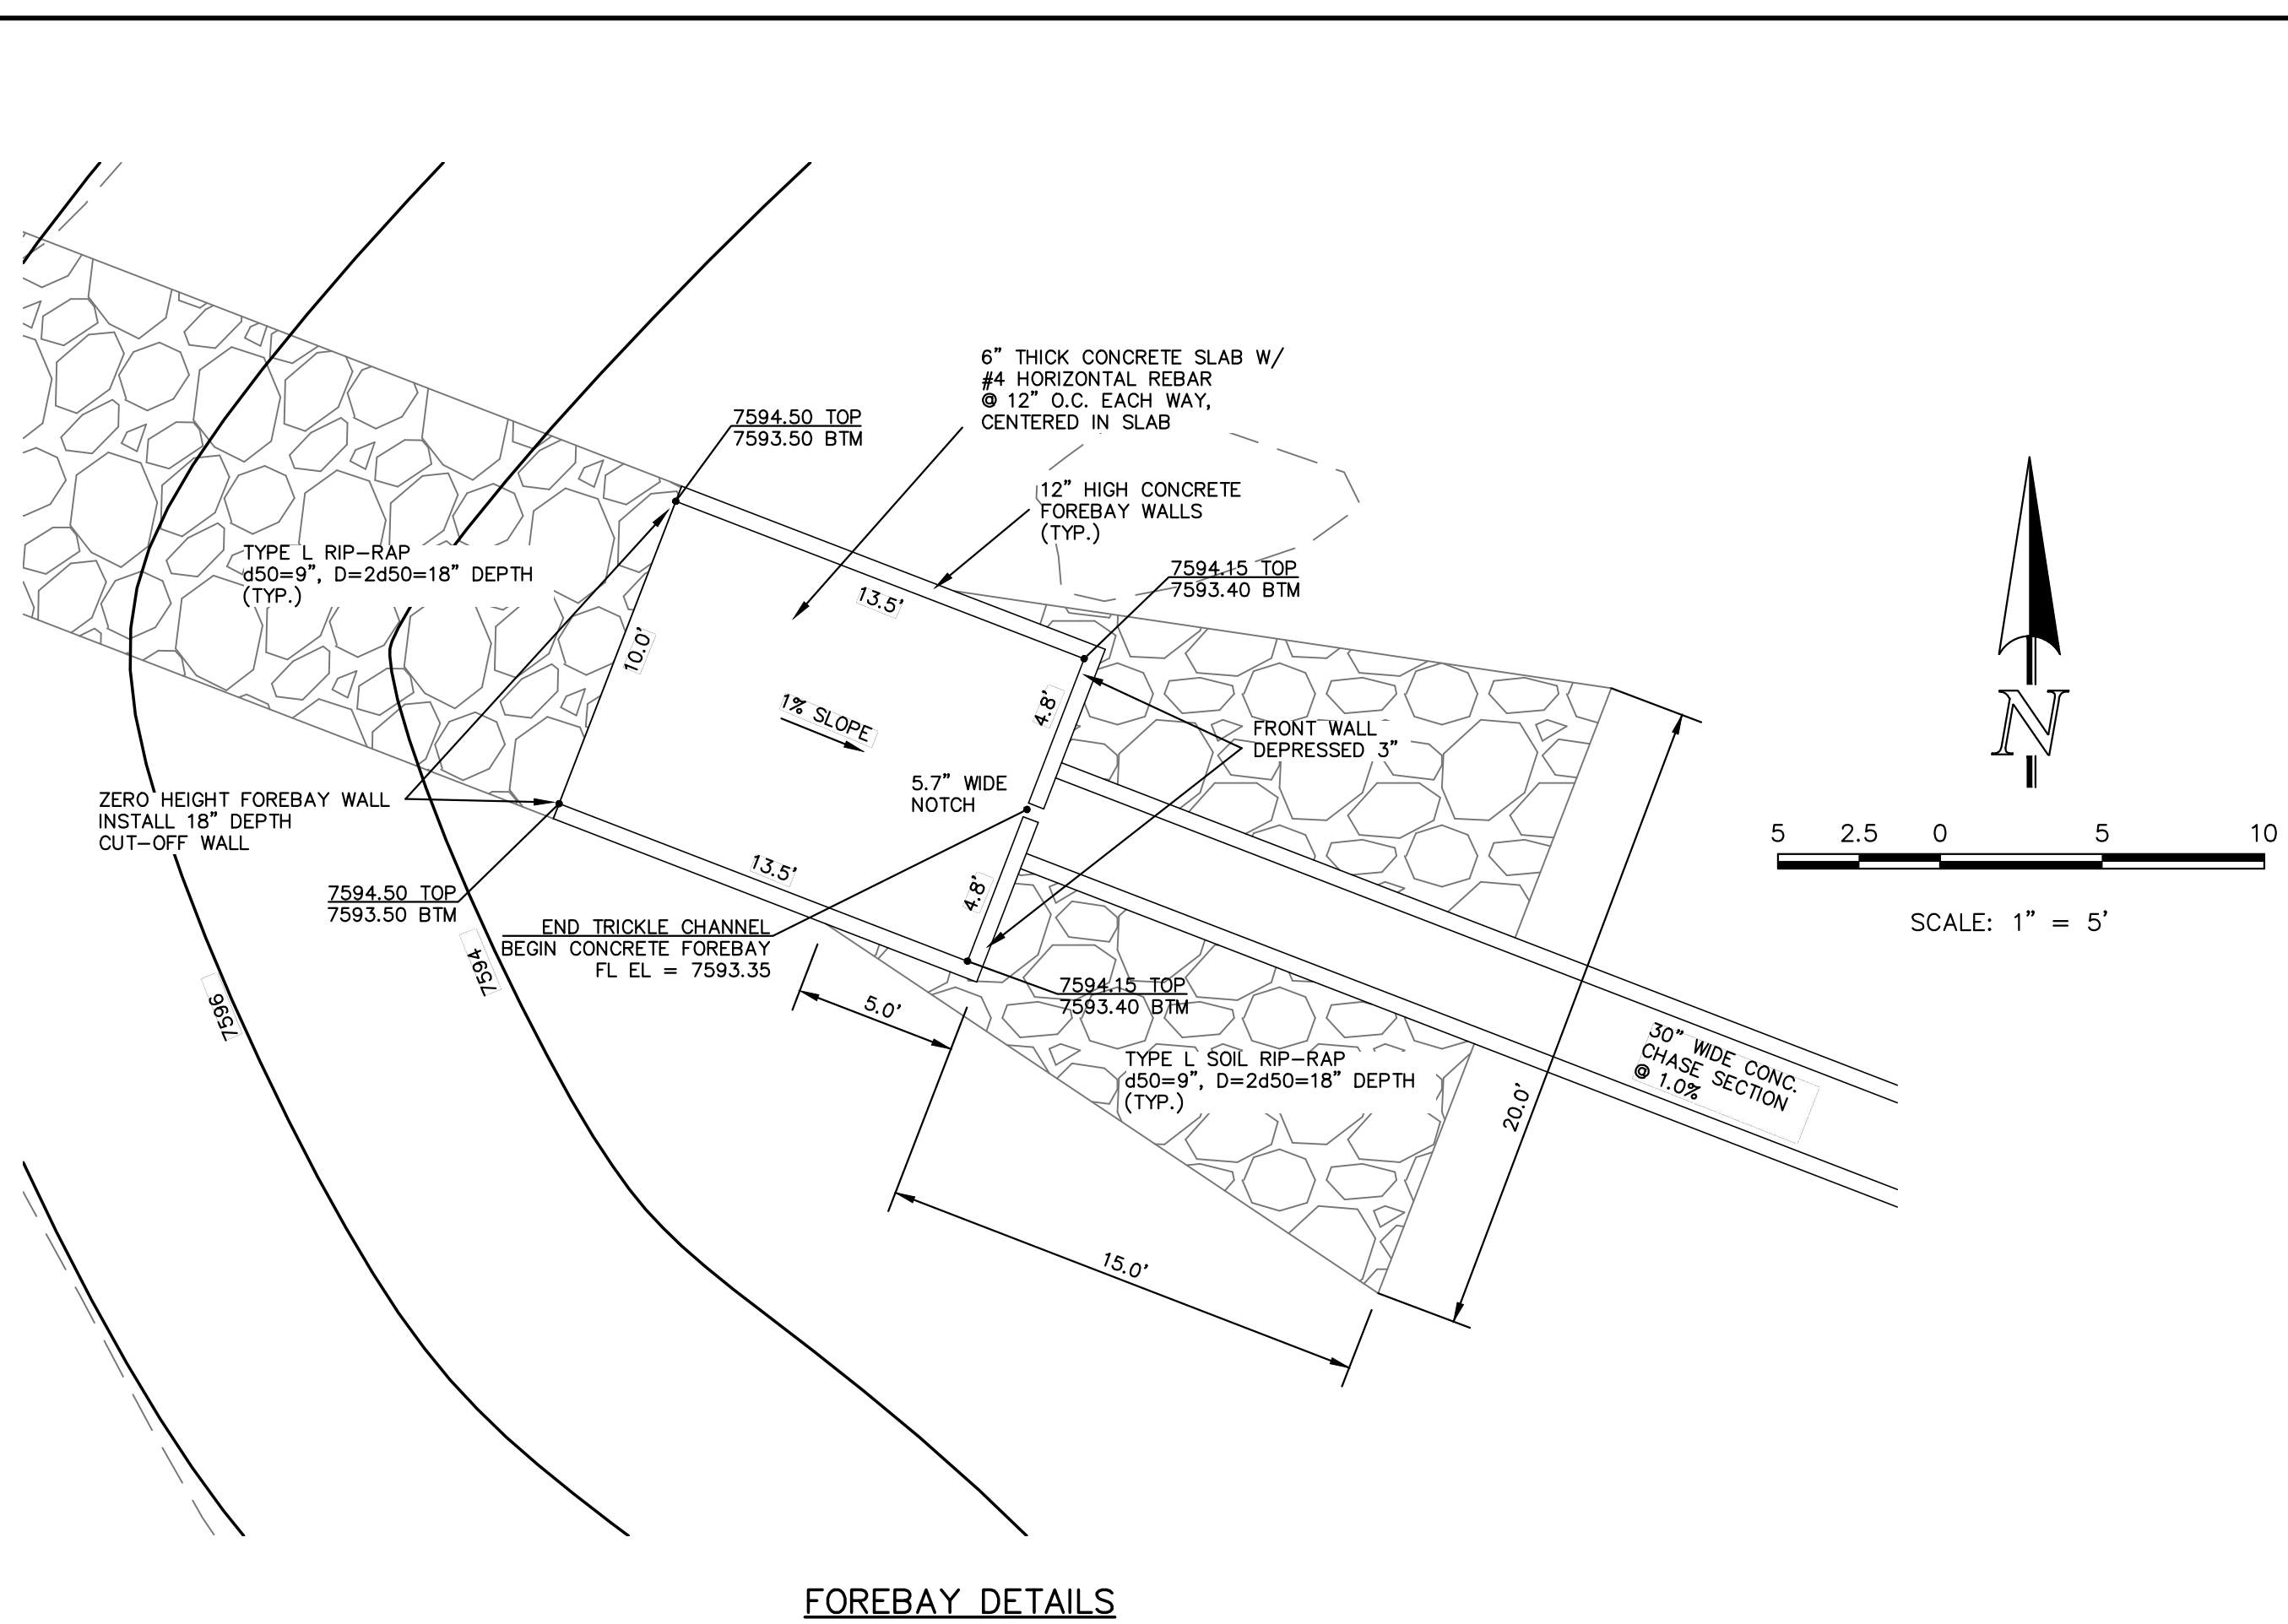 6” THICK CONCRETE SLAB W/
#4 HORIZONTAL REBAR
@ 12” O.C. EACH WAY,
CENTERED IN SLAB
7594.50 TOP
7593.50 BTM
12” HIGH CONCRETE
FOREBAY WALLS
(TYP.)
TYPE L RIP-RAP
d50=9”, D=2d50=18” DEPTH
(TYP.)
7594.15 TOP
7593.40 BTM
13.5’
10.0’
1% SLOPE
4.8’
FRONT WALL
DEPRESSED 3”
5.7” WIDE
NOTCH
ZERO HEIGHT FOREBAY WALL
INSTALL 18” DEPTH
CUT-OFF WALL
13.5’
4.8’
7594.50 TOP
7593.50 BTM
END TRICKLE CHANNEL
BEGIN CONCRETE FOREBAY
FL EL = 7593.35
7594
7596
5.0’
7594.15 TOP
7593.40 BTM
TYPE L SOIL RIP-RAP
d50=9”, D=2d50=18” DEPTH
(TYP.)
30” WIDE CONC.
CHASE SECTION
@ 1.0%
20.0’
15.0’
N
5 2.5 0 5 10
SCALE: 1” = 5’
FOREBAY DETAILS